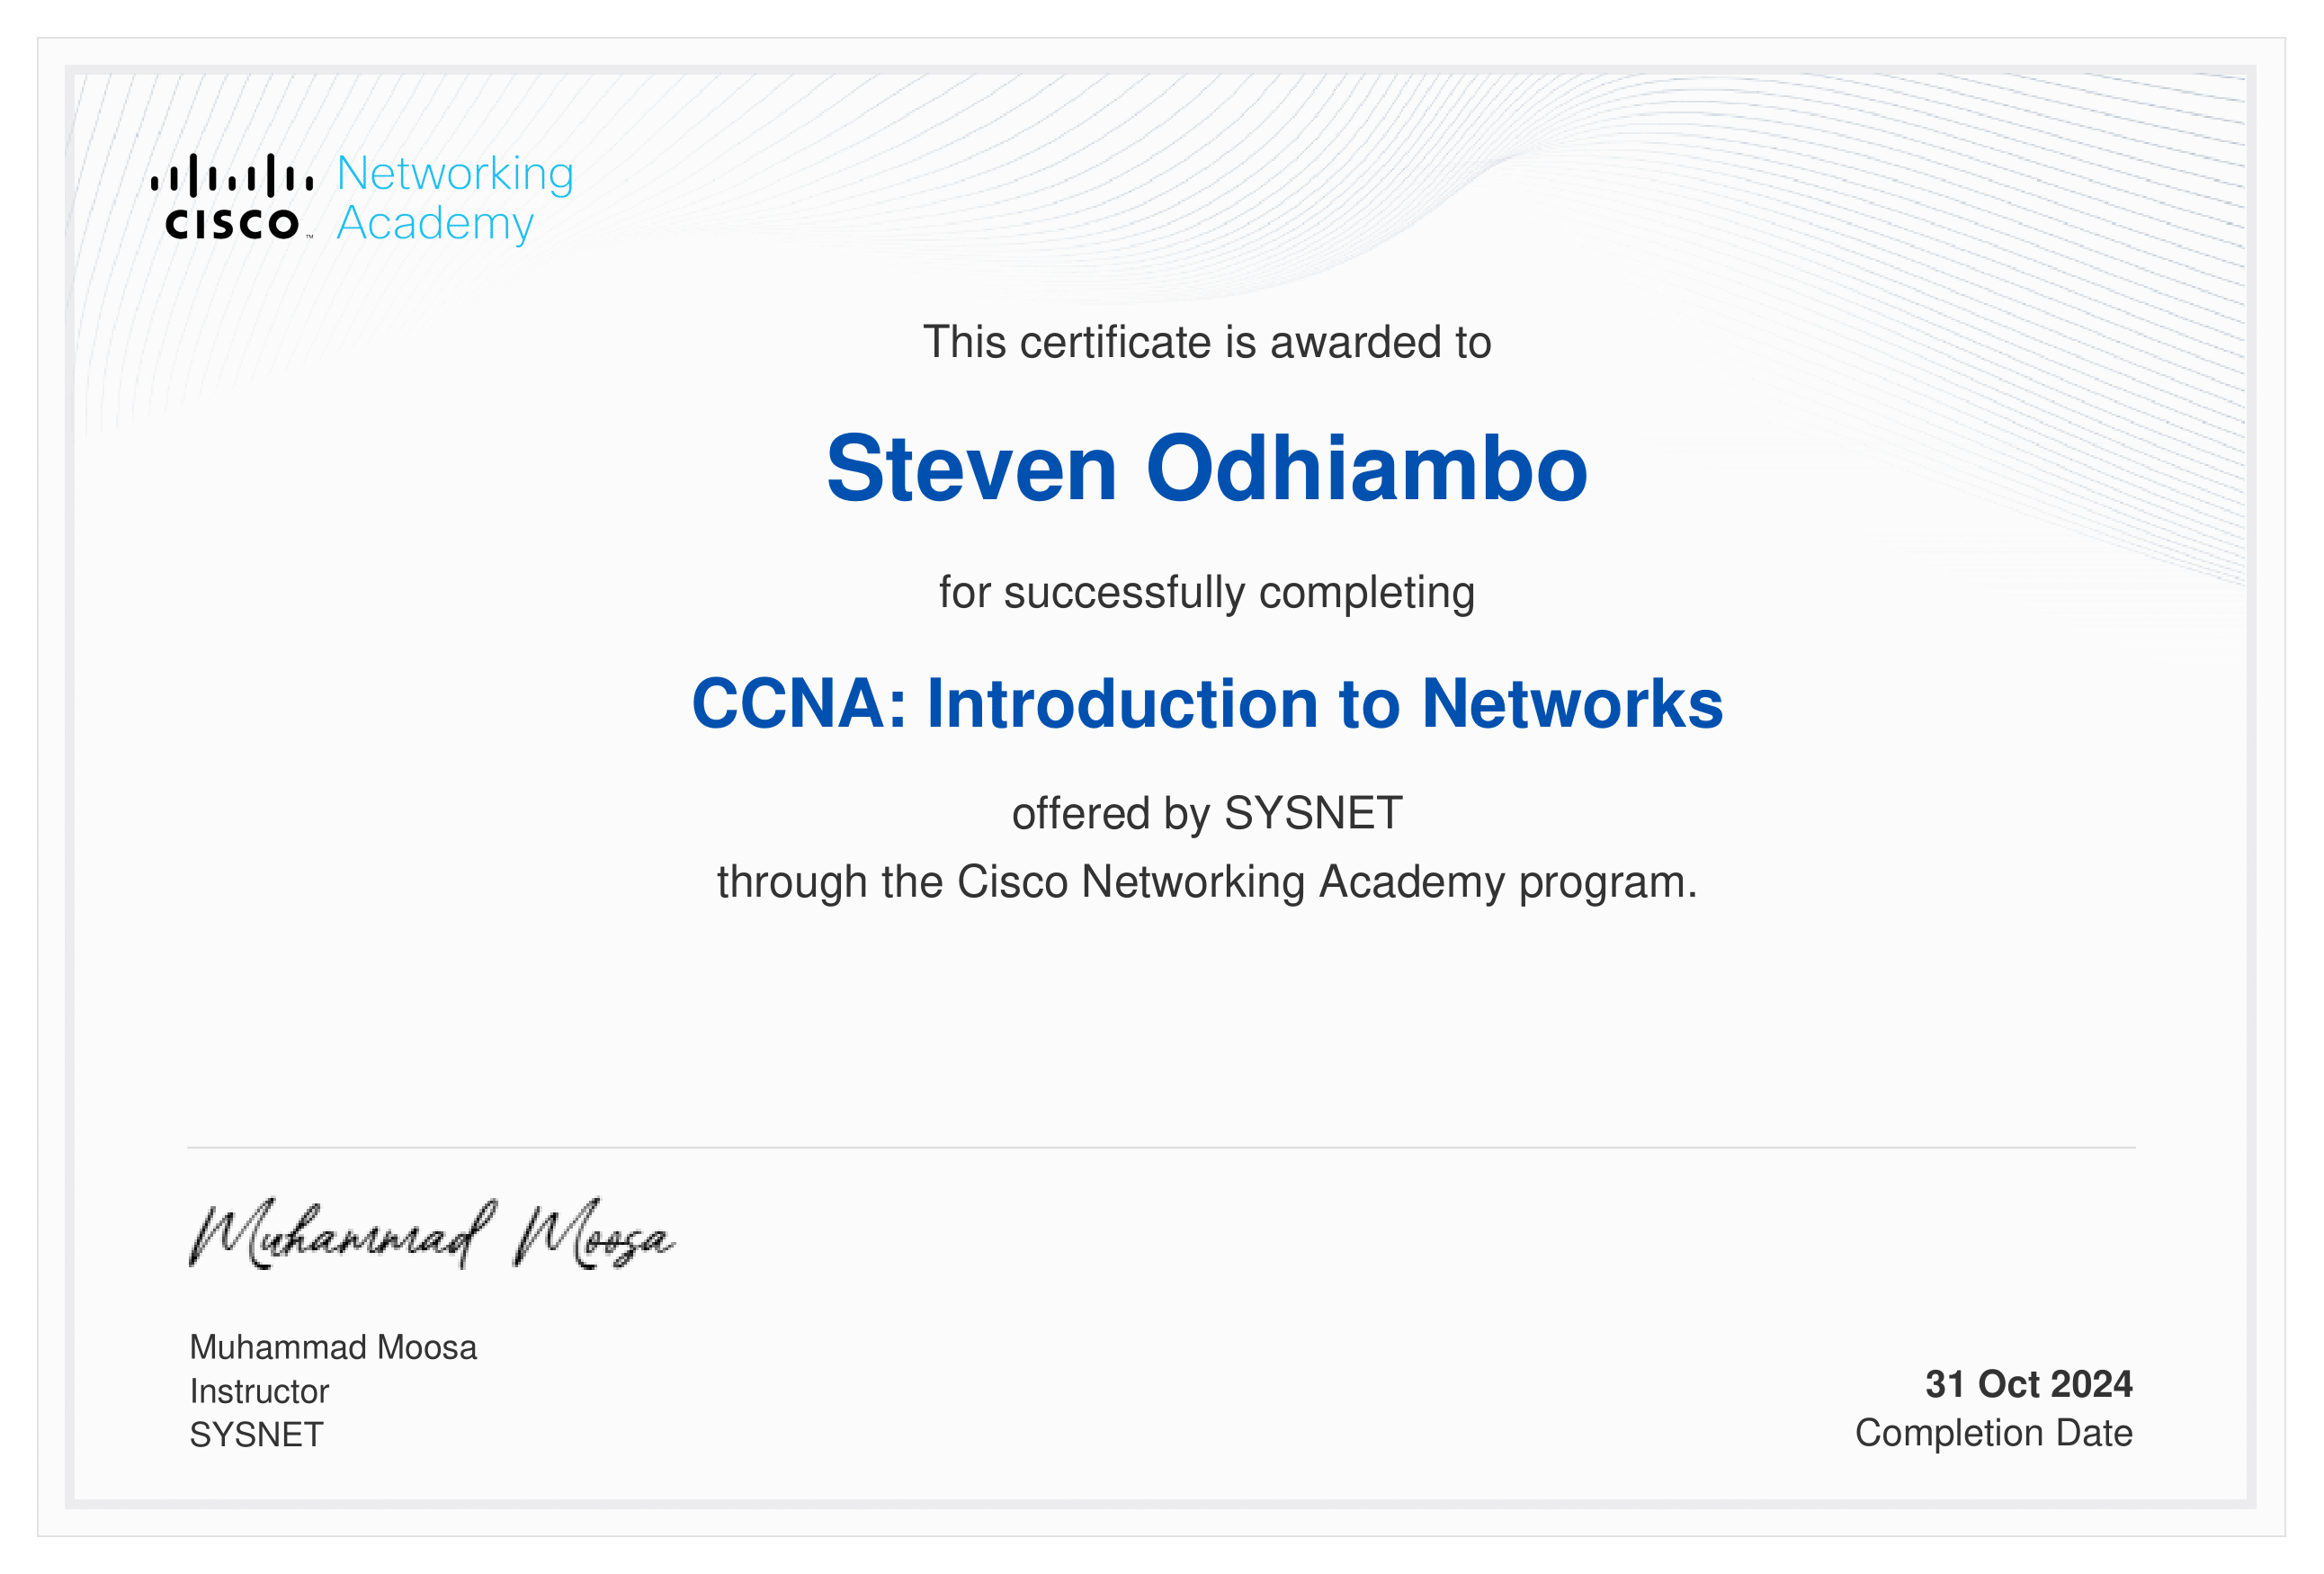 CISCO™ Networking
Academy
This certificate is awarded to
Steven Odhiambo
for successfully completing
CCNA: Introduction to Networks
offered by SYSNET
through the Cisco Networking Academy program.
Muhammad Moosa
Muhammad Moosa
Instructor
SYSNET
31 Oct 2024
Completion Date